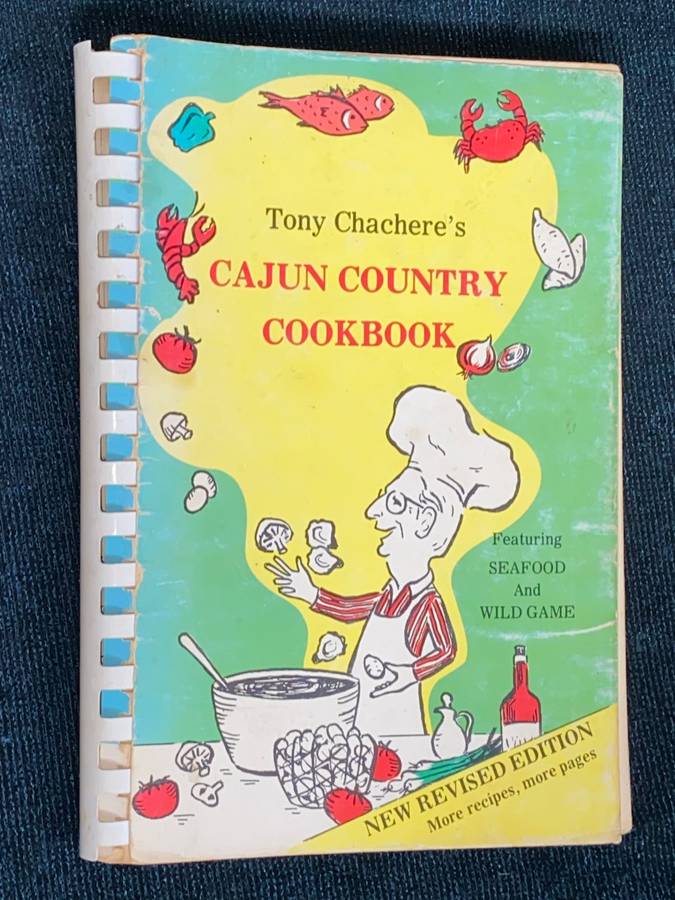 Tony Chachere's
CAJUN COUNTRY
COOKBOOK
Featuring
SEAFOOD
And
WILD GAME
NEW REVISED EDITION
More recipes, more pages